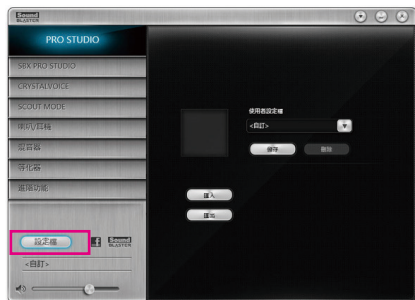 Sound
BLASTER
PRO STUDIO
SBX PRO STUDIO
CRYSTALVOICE
SCOUT MODE
喇叭/耳機
混音器
等化器
進階功能
設定檔
f
Sound
BLASTER
<自訂>
使用者設定檔
<自訂>
儲存
刪除
匯入
匯出